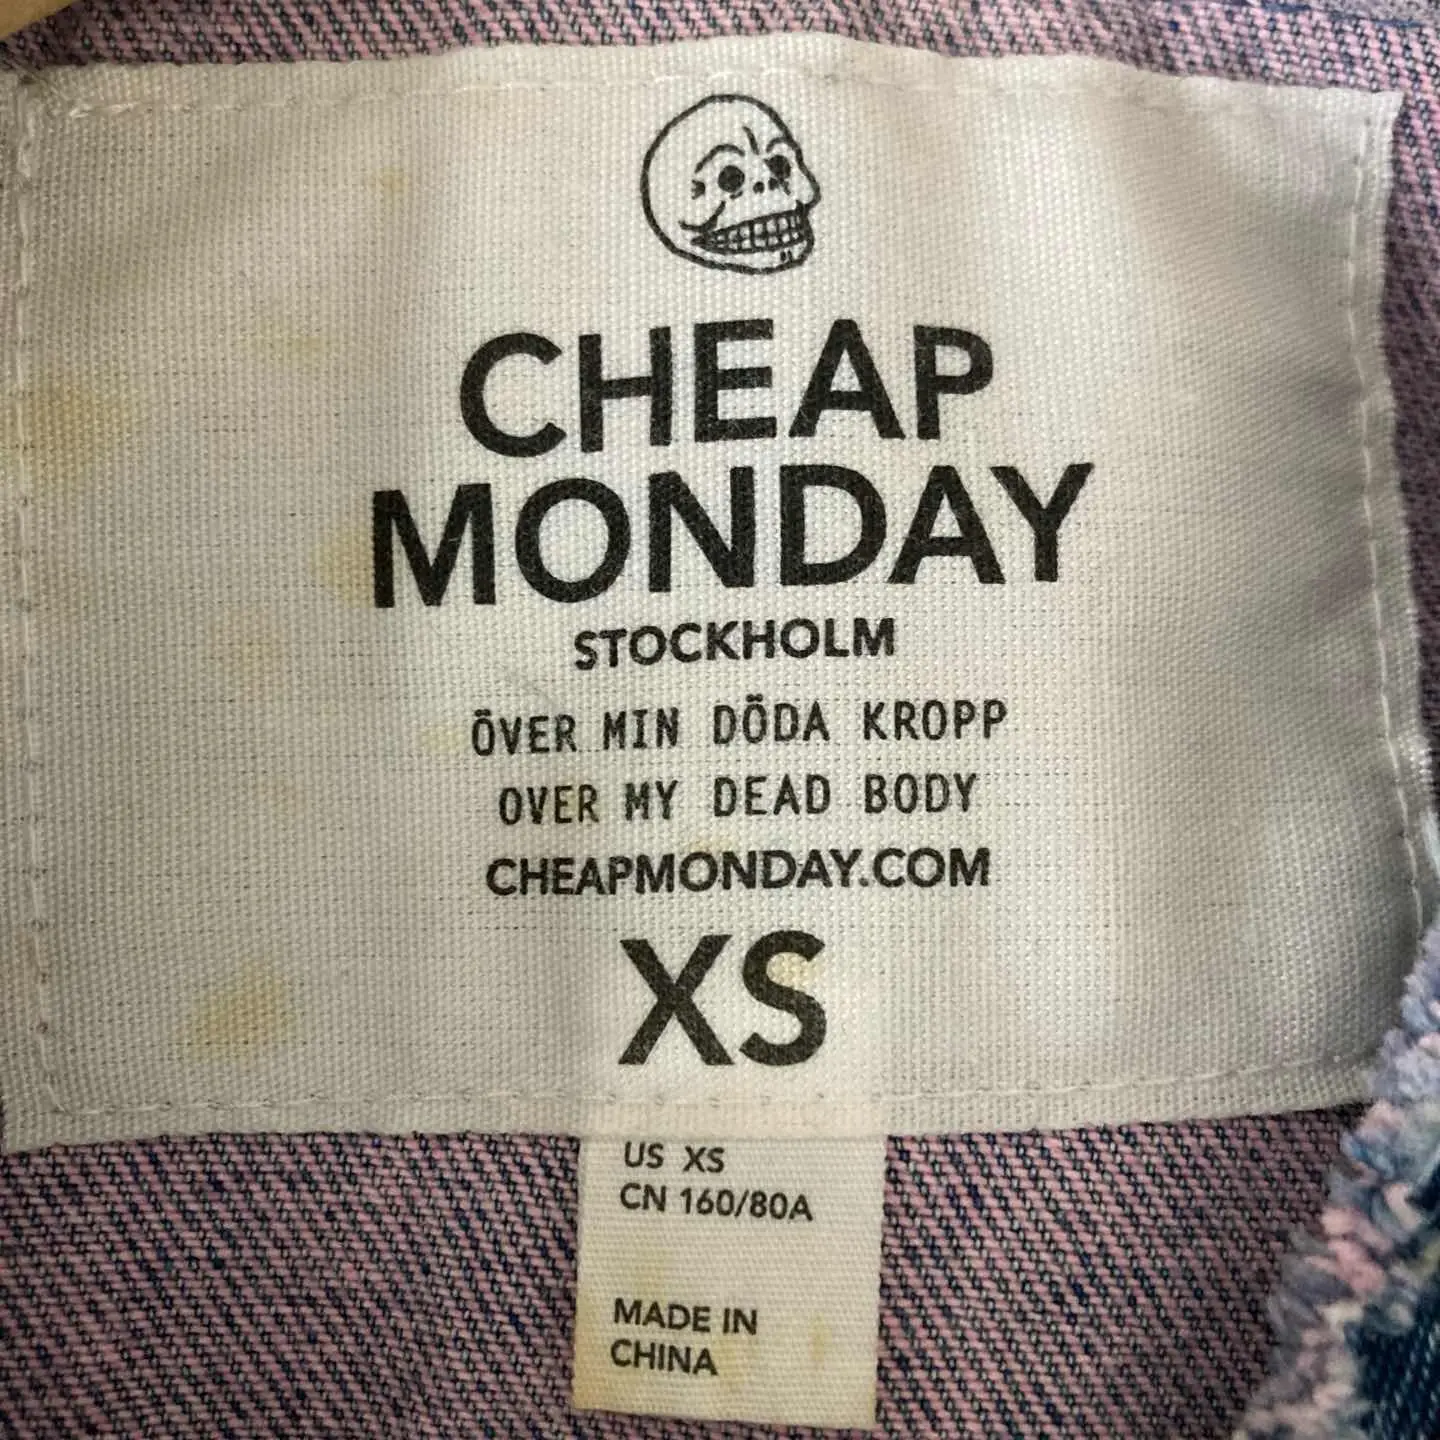 CHEAP
MONDAY
STOCKHOLM
ÖVER MIN DÖDA KROPP
OVER MY DEAD BODY
CHEAPMONDAY.COM
XS
US XS
CN 160/80A
MADE IN
CHINA